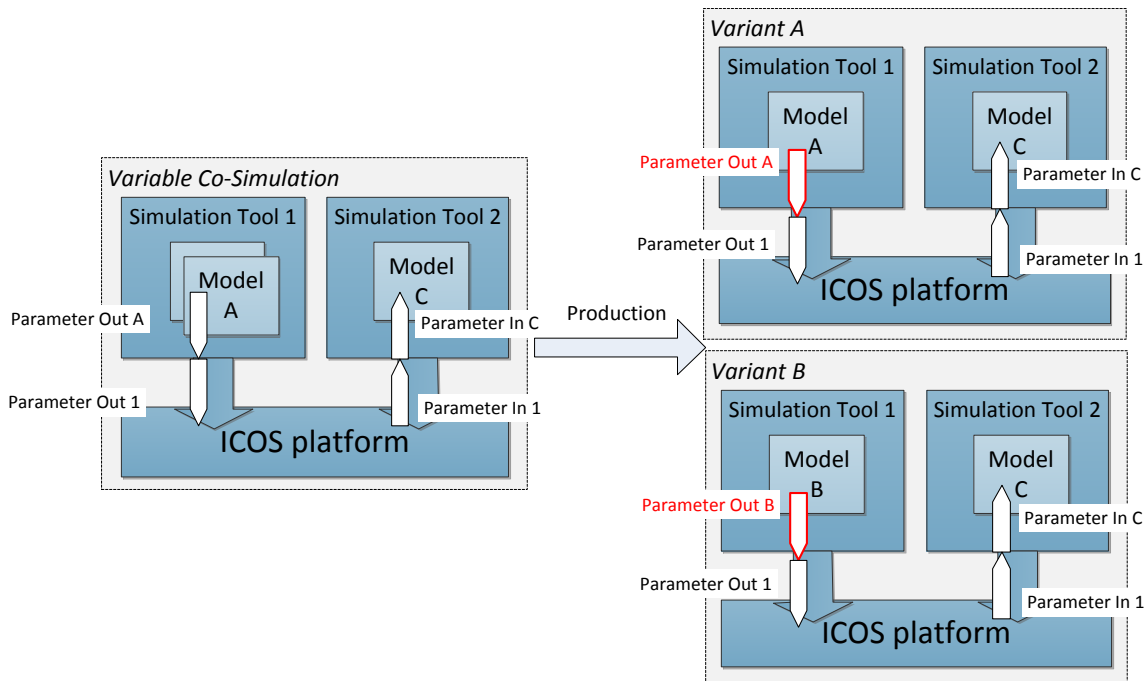 Variable Co-Simulation
Simulation Tool 1
Simulation Tool 2
Model
A
Model
C
Parameter Out A
Parameter In C
Parameter Out 1
Parameter In 1
ICOS platform
Production
Variant A
Simulation Tool 1
Simulation Tool 2
Model
A
Model
C
Parameter Out A
Parameter In C
Parameter Out 1
Parameter In 1
ICOS platform
Variant B
Simulation Tool 1
Simulation Tool 2
Model
B
Model
C
Parameter Out B
Parameter In C
Parameter Out 1
Parameter In 1
ICOS platform